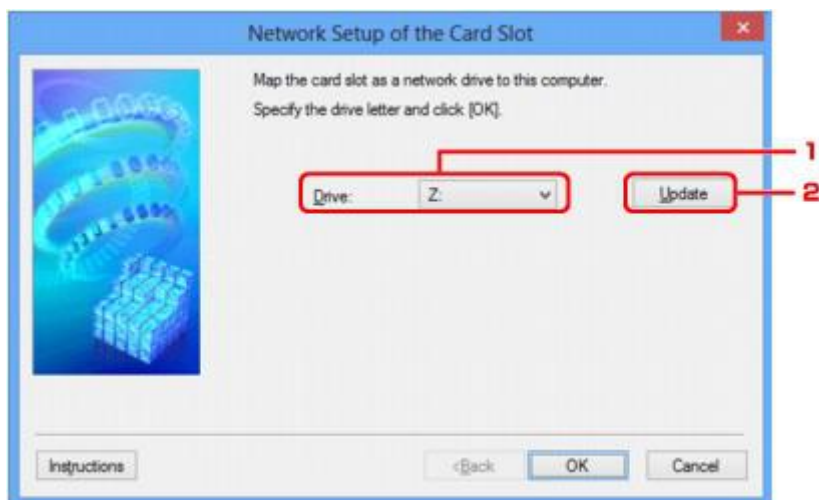 Network Setup of the Card Slot
Map the card slot as a network drive to this computer.
Specify the drive letter and click [OK].
1
Drive: Z: Update
2
Instructions <Back OK Cancel